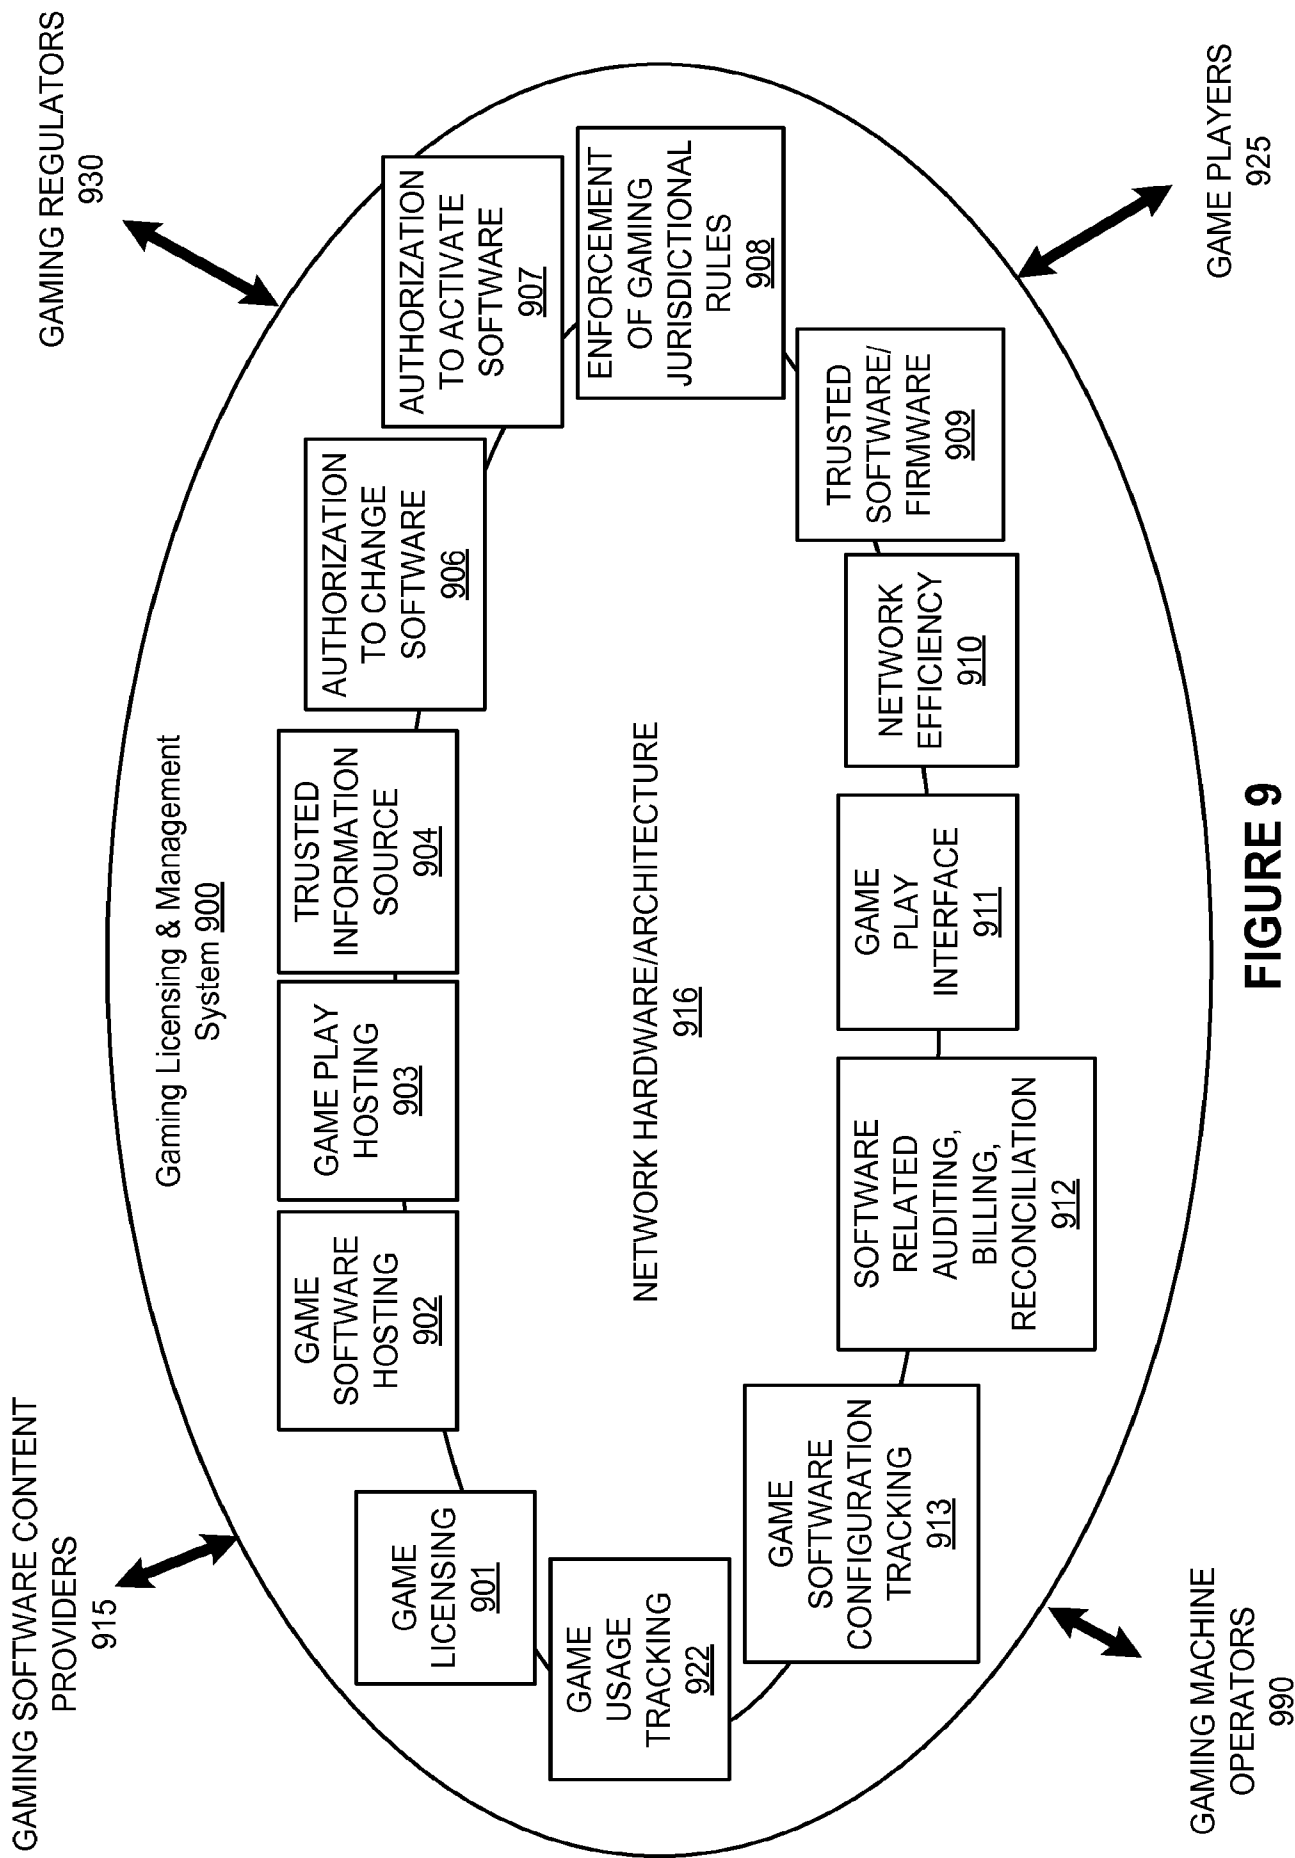 GAMING SOFTWARE CONTENT
PROVIDERS
915
GAMING REGULATORS
930
Gaming Licensing & Management
System 900
GAME
LICENSING
901
GAME
SOFTWARE
HOSTING
902
GAME PLAY
HOSTING
903
TRUSTED
INFORMATION
SOURCE
904
AUTHORIZATION
TO CHANGE
SOFTWARE
906
AUTHORIZATION
TO ACTIVATE
SOFTWARE
907
ENFORCEMENT
OF GAMING
JURISDICTIONAL
RULES
908
NETWORK HARDWARE/ARCHITECTURE
916
GAME
USAGE
TRACKING
922
GAME
SOFTWARE
CONFIGURATION
TRACKING
913
SOFTWARE
RELATED
AUDITING,
BILLING,
RECONCILIATION
912
GAME
PLAY
INTERFACE
911
NETWORK
EFFICIENCY
910
TRUSTED
SOFTWARE/
FIRMWARE
909
GAMING MACHINE
OPERATORS
990
GAME PLAYERS
925
FIGURE 9